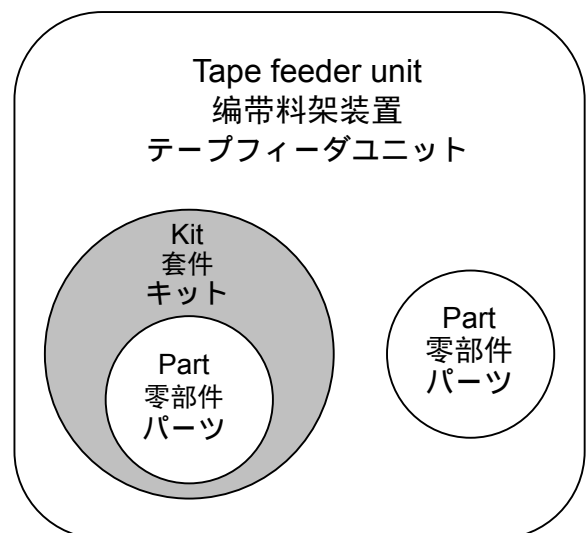 Tape feeder unit
编带料架装置
テープフィーダユニット
Kit
套件
キット
Part
零部件
パーツ
Part
零部件
パーツ